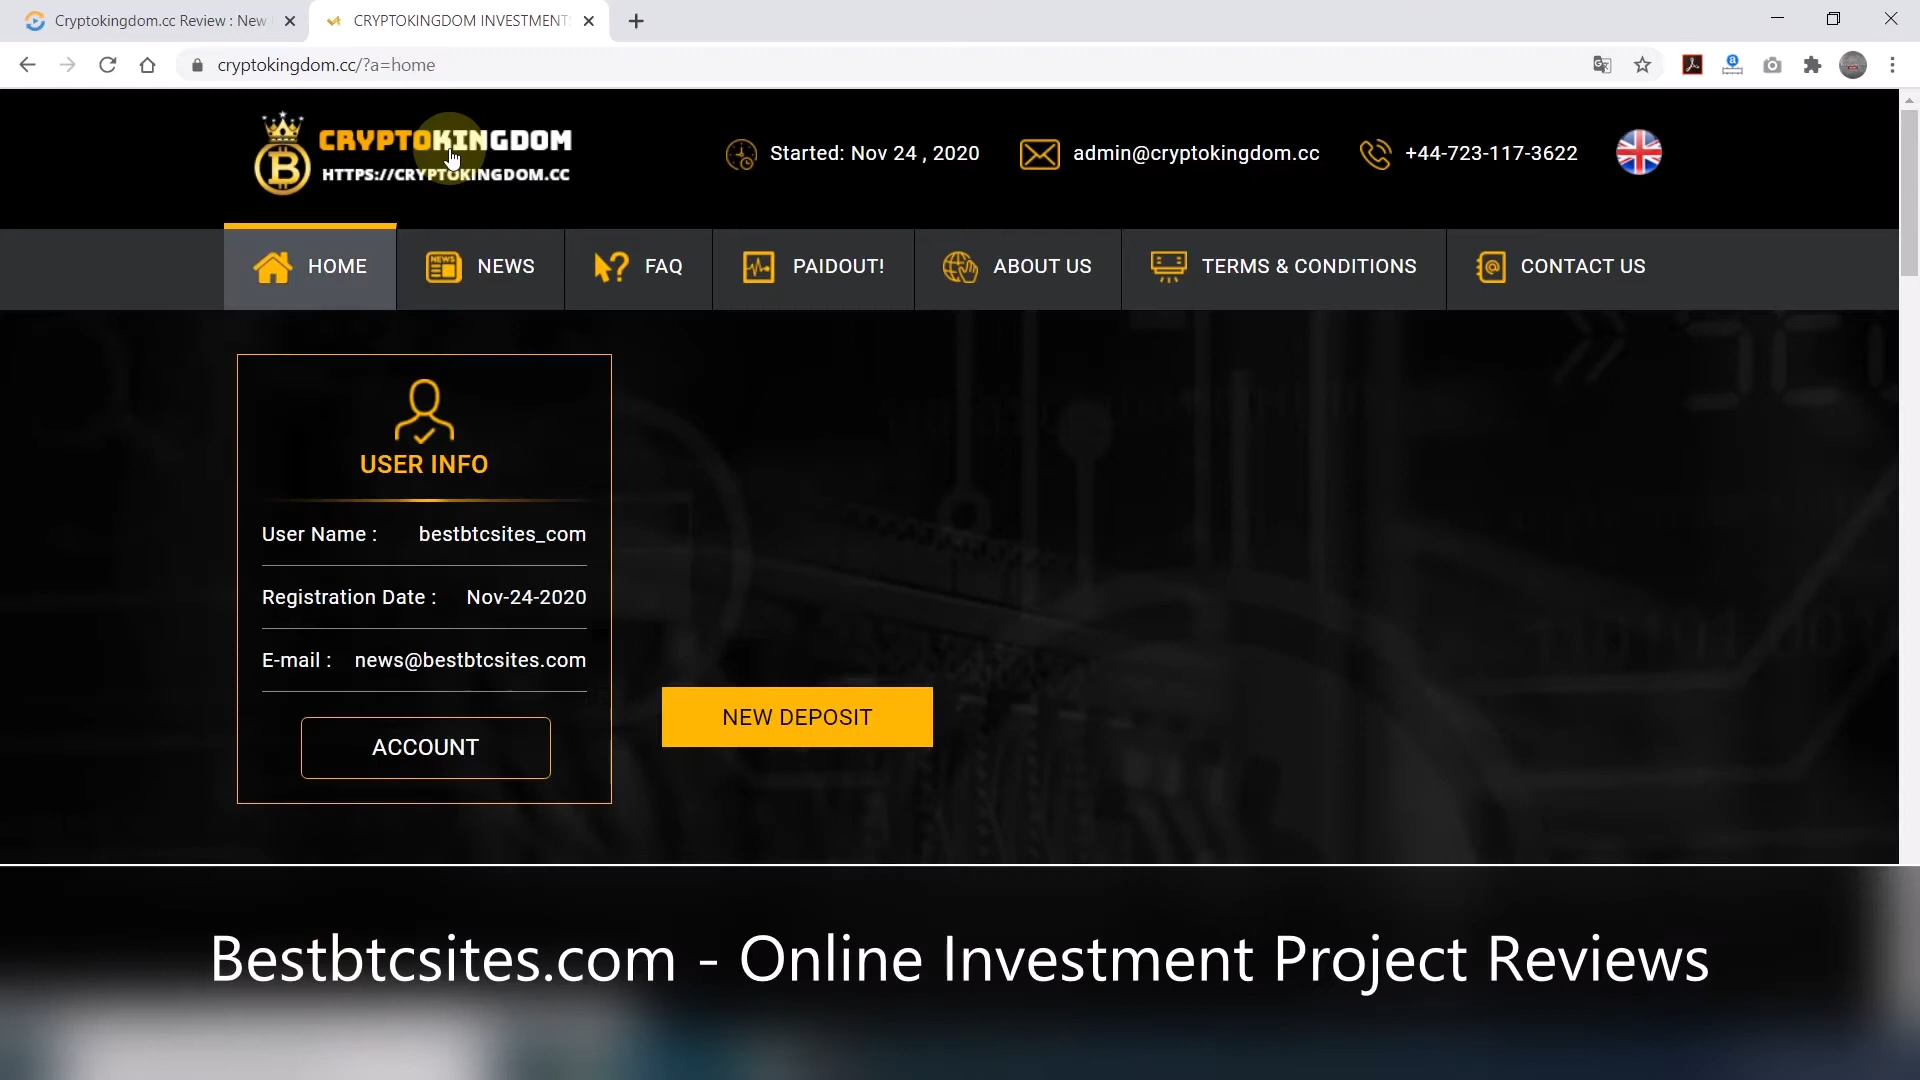 Cryptokingdom.cc Review : New
CRYPTOKINGDOM INVESTMENT
cryptokingdom.cc/?a=home
CRYPTOKINGDOM
HTTPS://CRYPTOKINGDOM.CC
Started: Nov 24 , 2020
admin@cryptokingdom.cc
+44-723-117-3622
HOME
NEWS
FAQ
PAIDOUT!
ABOUT US
TERMS & CONDITIONS
CONTACT US
USER INFO
User Name : bestbtcsites_com
Registration Date : Nov-24-2020
E-mail : news@bestbtcsites.com
ACCOUNT
NEW DEPOSIT
Bestbtcsites.com - Online Investment Project Reviews